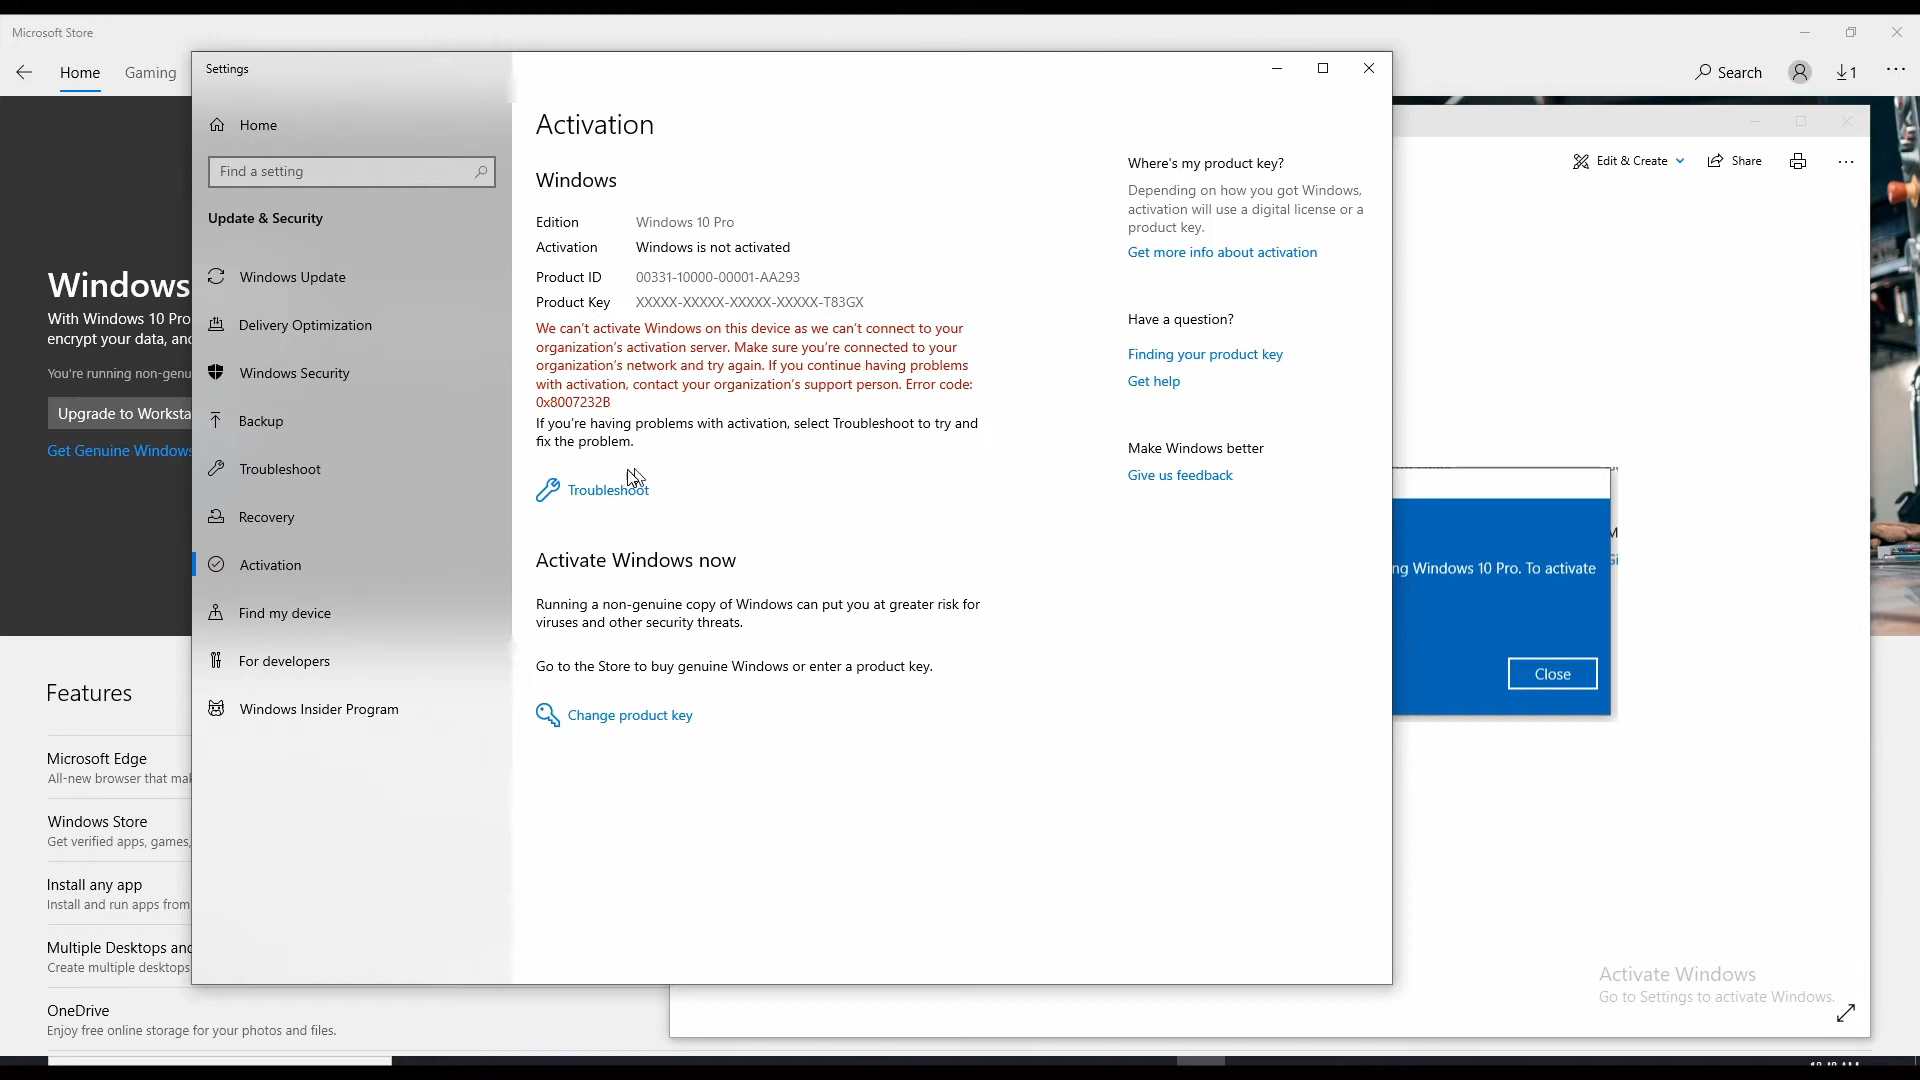 Microsoft Store
Home
Gaming
Search
1
Settings
Home
Find a setting
Update & Security
Windows Update
Delivery Optimization
Windows Security
Backup
Troubleshoot
Recovery
Activation
Find my device
For developers
Windows Insider Program
Activation
Windows
Edition Windows 10 Pro
Activation Windows is not activated
Product ID 00331-10000-00001-AA293
Product Key XXXXX-XXXXX-XXXXX-XXXXX-T83GX
We can't activate Windows on this device as we can't connect to your
organization's activation server. Make sure you're connected to your
organization's network and try again. If you continue having problems
with activation, contact your organization's support person. Error code:
0x8007232B
If you're having problems with activation, select Troubleshoot to try and
fix the problem.
Troubleshoot
Activate Windows now
Running a non-genuine copy of Windows can put you at greater risk for
viruses and other security threats.
Go to the Store to buy genuine Windows or enter a product key.
Change product key
Where's my product key?
Depending on how you got Windows,
activation will use a digital license or a
product key.
Get more info about activation
Have a question?
Finding your product key
Get help
Make Windows better
Give us feedback
Windows
With Windows 10 Pro
encrypt your data, and
You're running non-genu
Upgrade to Worksta
Get Genuine Windows
Features
Microsoft Edge
All-new browser that mak
Windows Store
Get verified apps, games,
Install any app
Install and run apps from
Multiple Desktops and
Create multiple desktops
OneDrive
Enjoy free online storage for your photos and files.
Edit & Create
Share
ng Windows 10 Pro. To activate
Close
Activate Windows
Go to Settings to activate Windows.